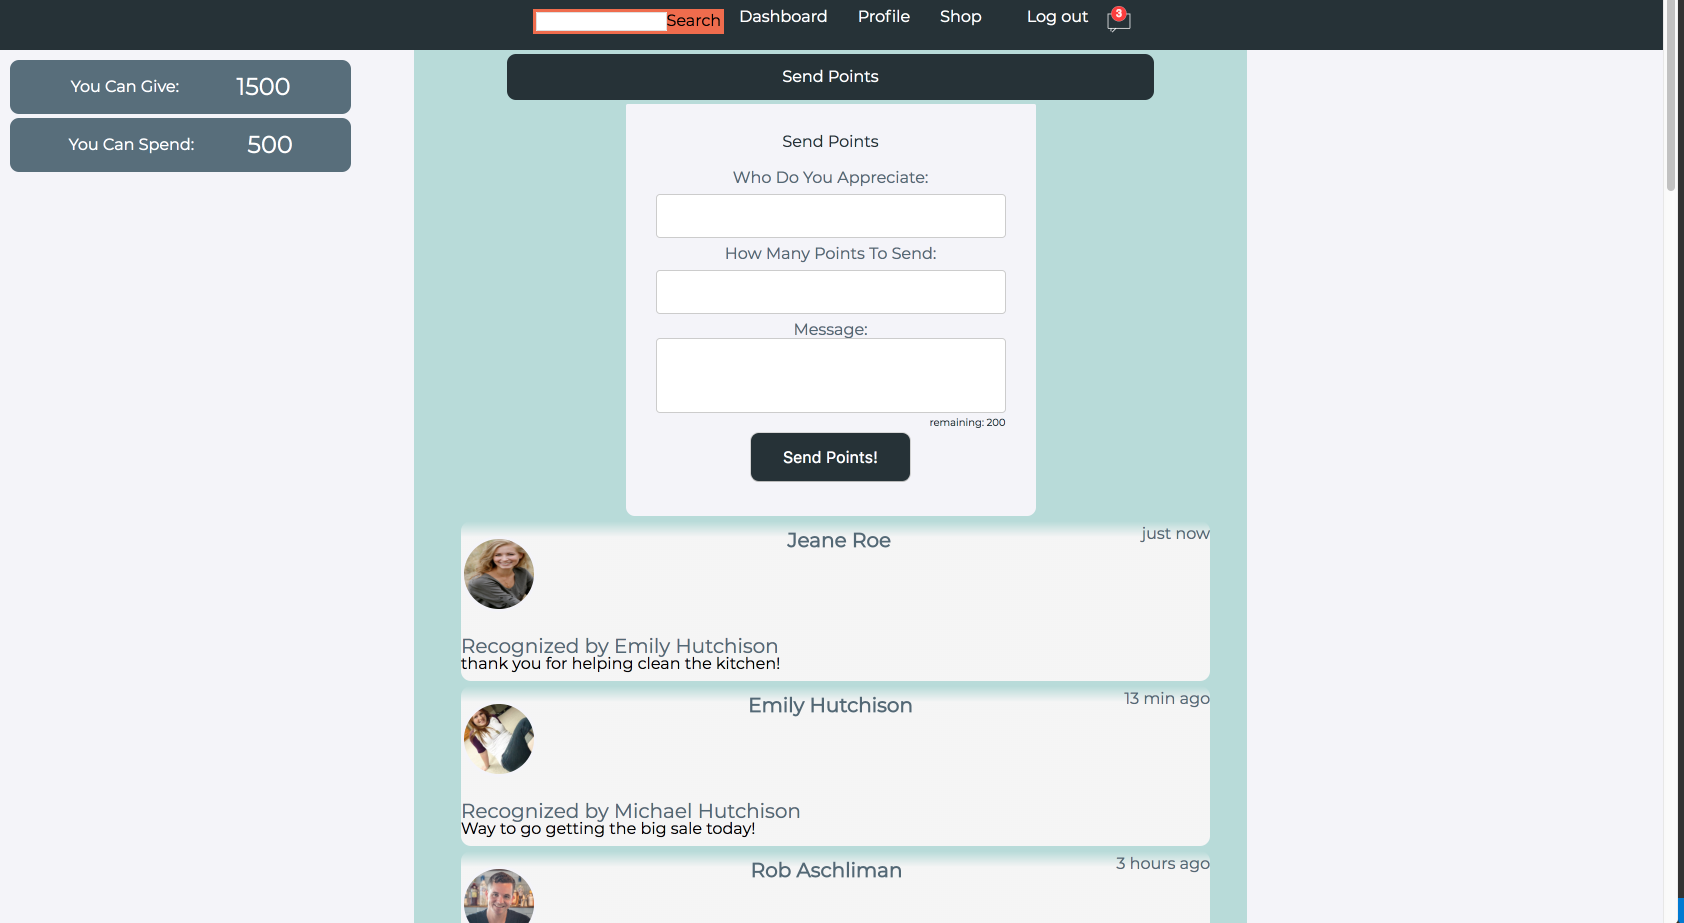 Search Dashboard Profile Shop Log out 3
You Can Give: 1500
You Can Spend: 500
Send Points
Send Points
Who Do You Appreciate:
How Many Points To Send:
Message:
remaining: 200
Send Points!
Jeane Roe just now
Recognized by Emily Hutchison
thank you for helping clean the kitchen!
Emily Hutchison 13 min ago
Recognized by Michael Hutchison
Way to go getting the big sale today!
Rob Aschliman 3 hours ago